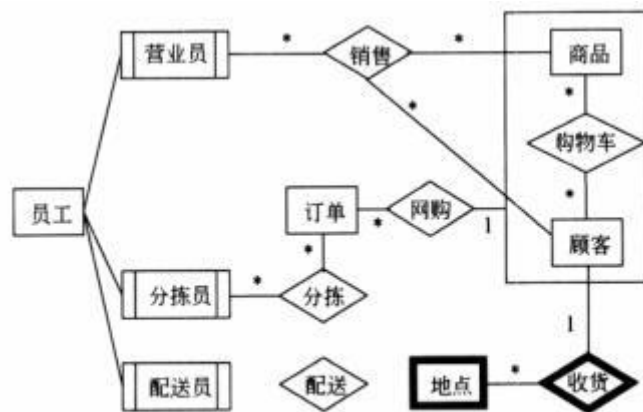 营业员 * 销售 * 商品
*
*
购物车
*
员工
订单 * 网购 1
顾客
*
分拣员 * 分拣
1
配送员 配送 地点 * 收货